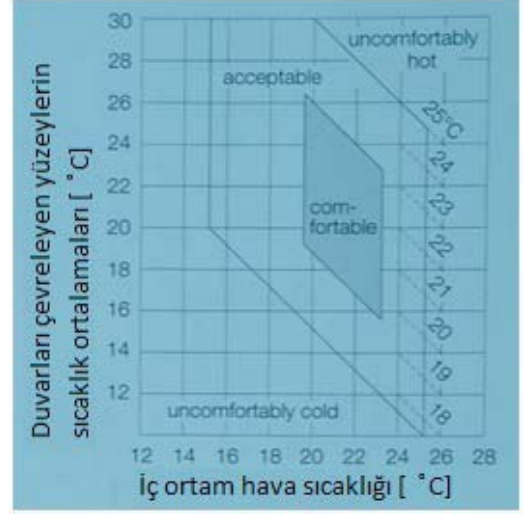 Duvarları çevreleyen yüzeylerin
sıcaklık ortalamaları [ °C]
30
28
26
24
22
20
18
16
14
12
uncomfortably
hot
acceptable
com-
fortable
uncomfortably cold
25°C
24
23
22
21
20
19
18
12 14 16 18 20 22 24 26 28
İç ortam hava sıcaklığı [ °C]